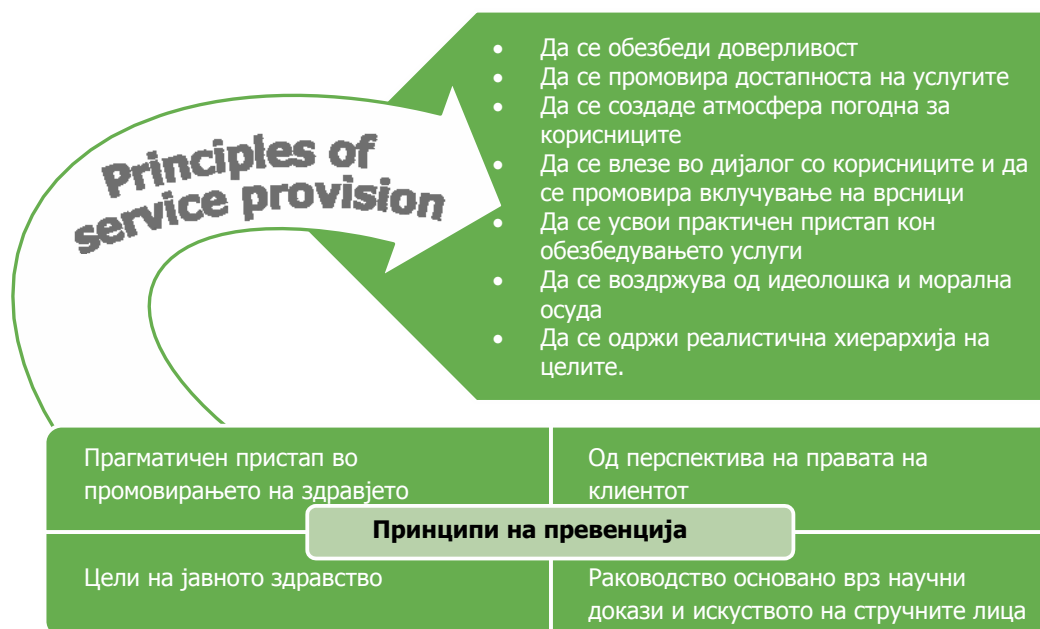 Principles of
service provision
• Да се обезбеди доверливост
• Да се промовира достапноста на услугите
• Да се создаде атмосфера погодна за
корисниците
• Да се влезе во дијалог со корисниците и да
се промовира вклучување на врсници
• Да се усвои практичен пристап кон
обезбедувањето услуги
• Да се воздржува од идеолошка и морална
осуда
• Да се одржи реалистична хиерархија на
целите.
Прагматичен пристап во
промовирањето на здравјето
Од перспектива на правата на
клиентот
Принципи на превенција
Цели на јавното здравство
Раководство основано врз научни
докази и искуството на стручните лица